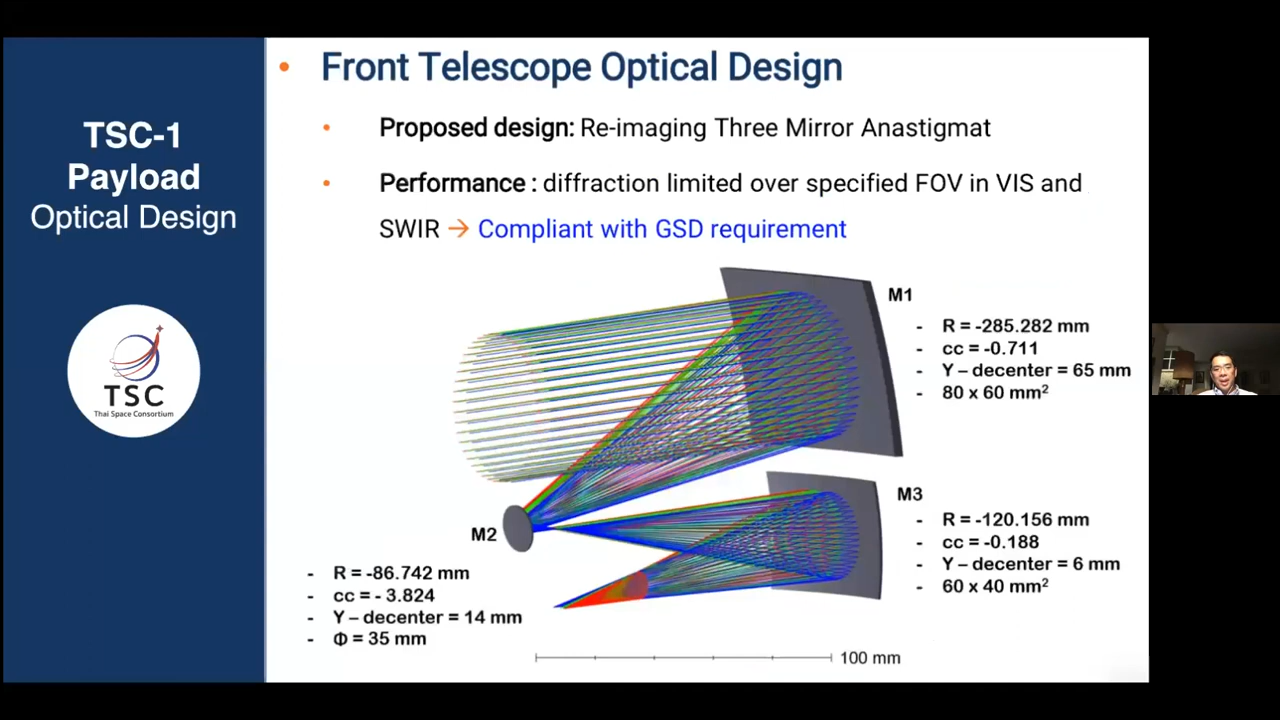 TSC-1
Payload
Optical Design
TSC
Thai Space Consortium
• Front Telescope Optical Design
• Proposed design: Re-imaging Three Mirror Anastigmat
• Performance : diffraction limited over specified FOV in VIS and
SWIR → Compliant with GSD requirement
M1
- R = -285.282 mm
- cc = -0.711
- Y – decenter = 65 mm
- 80 x 60 mm²
M2
- R = -86.742 mm
- cc = - 3.824
- Y – decenter = 14 mm
- Φ = 35 mm
M3
- R = -120.156 mm
- cc = -0.188
- Y – decenter = 6 mm
- 60 x 40 mm²
100 mm